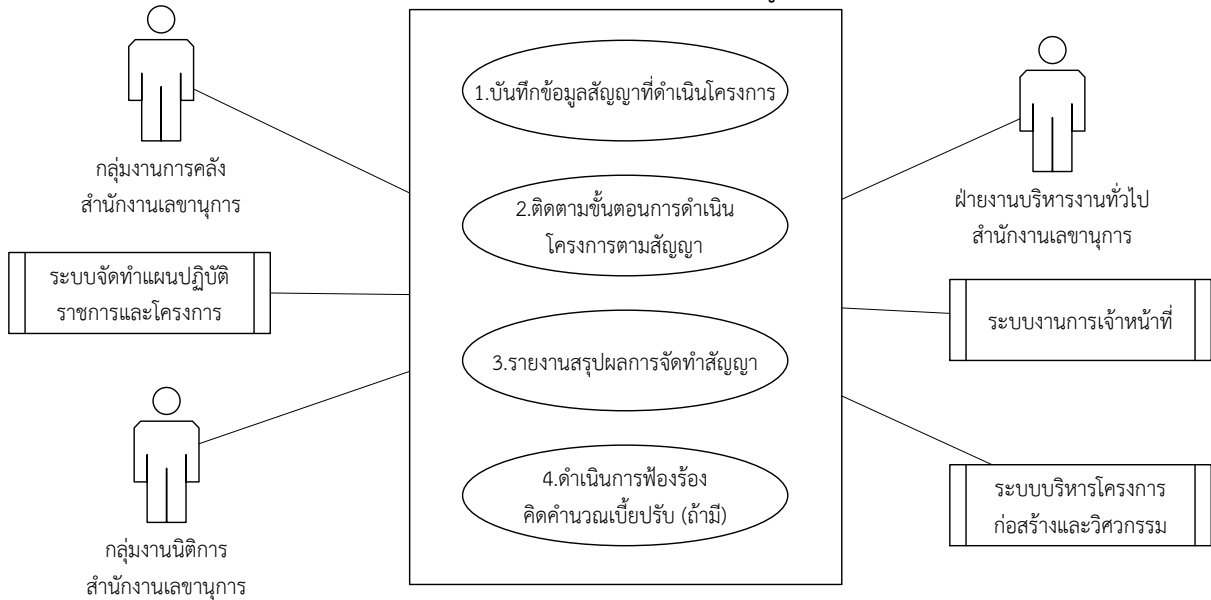 1.บันทึกข้อมูลสัญญาที่ดำเนินโครงการ
กลุ่มงานการคลัง
สำนักงานเลขานุการ
2.ติดตามขั้นตอนการดำเนิน
โครงการตามสัญญา
ฝ่ายงานบริหารงานทั่วไป
สำนักงานเลขานุการ
ระบบจัดทำแผนปฏิบัติ
ราชการและโครงการ
ระบบงานการเจ้าหน้าที่
3.รายงานสรุปผลการจัดทำสัญญา
4.ดำเนินการฟ้องร้อง
คิดคำนวณเบี้ยปรับ (ถ้ามี)
ระบบบริหารโครงการ
ก่อสร้างและวิศวกรรม
กลุ่มงานนิติการ
สำนักงานเลขานุการ